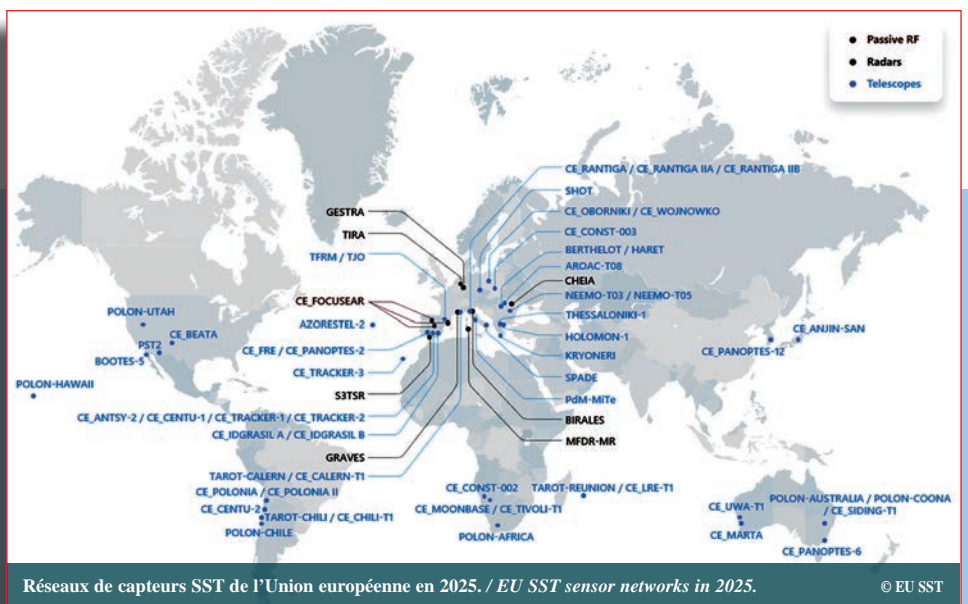 Passive RF
Radars
Telescopes
CE_RANTIGA / CE_RANTIGA IIA / CE_RANTIGA IIB
SHOT
GESTRA
CE_OBORNIKI / CE_WOJNOWKO
TIRA
CE_CONST-003
TFRM / TJO
BERTHELOT / HARET
AROAC-T08
CHEIA
CE_FOCUSEAR
NEEMO-T03 / NEEMO-T05
POLON-UTAH
AZORESTEL-2
THESSALONIKI-1
CE_BEATA
CE_ANJIN-SAN
PST2
HOLOMON-1
CE_FRE / CE_PANOPTES-2
CE_PANOPTES-12
BOOTES-5
KRYONERI
CE_TRACKER-3
SPADE
POLON-HAWAII
S3TSR
PdM-MiTe
CE_ANTSY-2 / CE_CENTU-1 / CE_TRACKER-1 / CE_TRACKER-2
BIRALES
CE_IDGRASIL A / CE_IDGRASIL B
MFDR-MR
GRAVES
TAROT-CALERN / CE_CALERN-T1
CE_CONST-002
TAROT-REUNION / CE_LRE-T1
CE_POLONIA / CE_POLONIA II
POLON-AUSTRALIA / POLON-COONA
/ CE_SIDING-T1
CE_CENTU-2
CE_MOONBASE / CE_TIVOLI-T1
CE_UWA-T1
TAROT-CHILI / CE_CHILI-T1
POLON-CHILE
POLON-AFRICA
CE_MARTA
CE_PANOPTES-6
Réseaux de capteurs SST de l'Union européenne en 2025. / EU SST sensor networks in 2025.
© EU SST